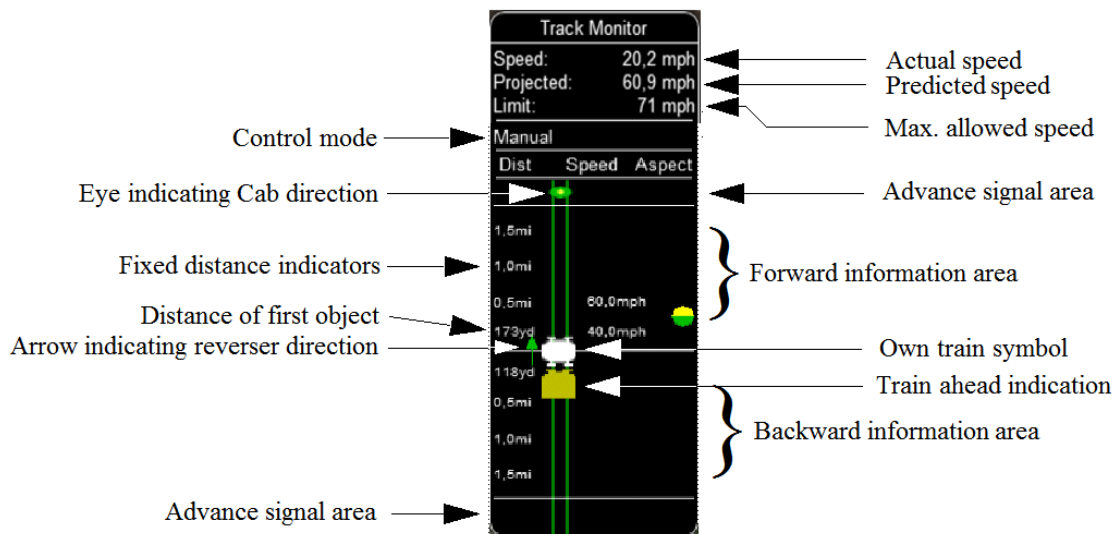 Track Monitor
Speed: 20,2 mph
Actual speed
Projected: 60,9 mph
Predicted speed
Limit: 71 mph
Max. allowed speed
Control mode
Manual
Dist Speed Aspect
Eye indicating Cab direction
Advance signal area
1,5mi
Fixed distance indicators
1,0mi
Forward information area
0,5mi 60,0mph
Distance of first object
173yd 40,0mph
Arrow indicating reverser direction
Own train symbol
118yd
Train ahead indication
0,5mi
Backward information area
1,0mi
1,5mi
Advance signal area